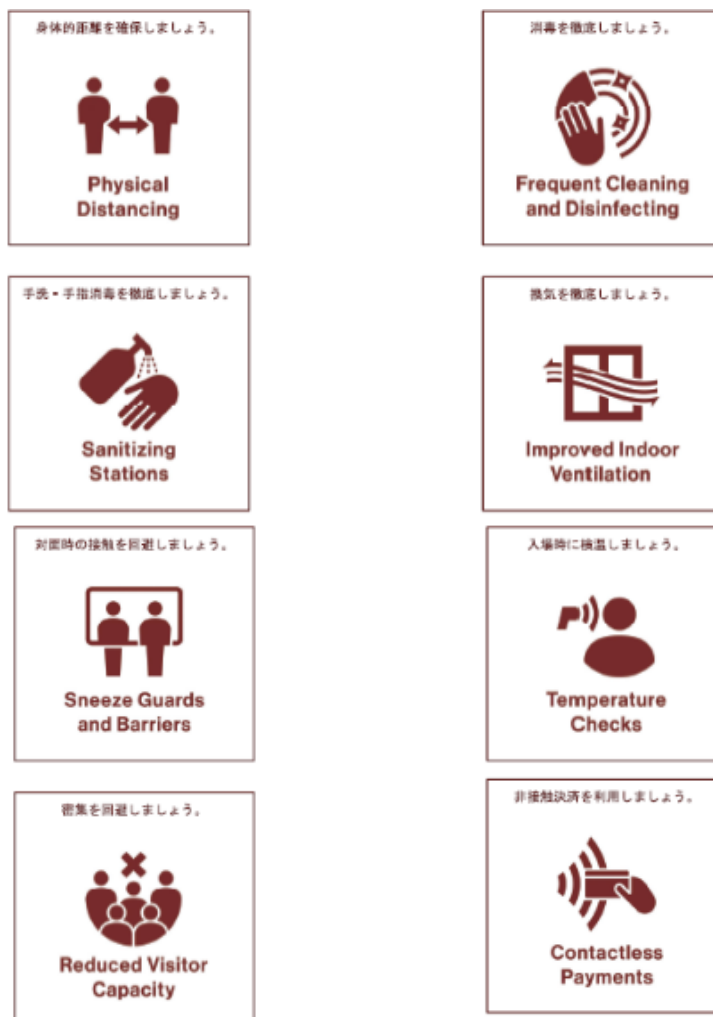 身体的距離を確保しましょう。
Physical
Distancing
消毒を徹底しましょう。
Frequent Cleaning
and Disinfecting
手洗・手指消毒を徹底しましょう。
Sanitizing
Stations
換気を徹底しましょう。
Improved Indoor
Ventilation
対面時の接触を回避しましょう。
Sneeze Guards
and Barriers
入場時に検温しましょう。
Temperature
Checks
密集を回避しましょう。
Reduced Visitor
Capacity
非接触決済を利用しましょう。
Contactless
Payments